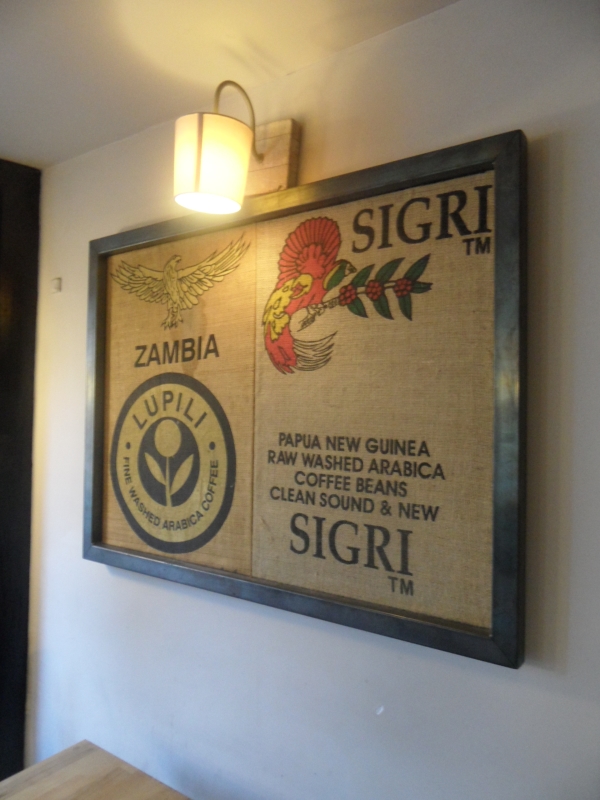 ZAMBIA
LUPILI
FINE WASHED ARABICA COFFEE
SIGRI
TM
PAPUA NEW GUINEA
RAW WASHED ARABICA
COFFEE BEANS
CLEAN SOUND & NEW
SIGRI
TM